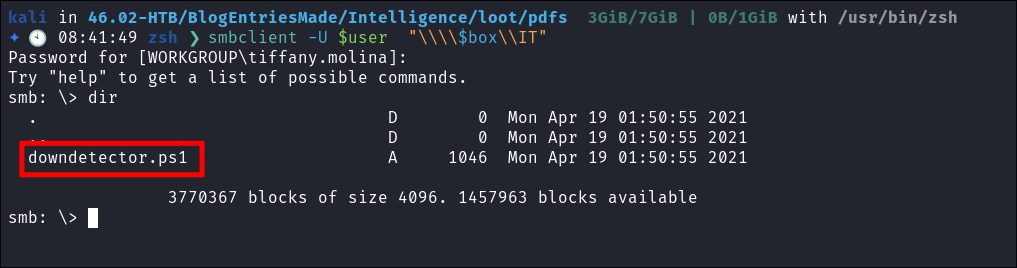 kali in 46.02-HTB/BlogEntriesMade/Intelligence/loot/pdfs 3GiB/7GiB | 0B/1GiB with /usr/bin/zsh
✦ 🕙 08:41:49 zsh ❯ smbclient -U $user "\\\\$box\\IT"
Password for [WORKGROUP\tiffany.molina]:
Try "help" to get a list of possible commands.
smb: \> dir
. D 0 Mon Apr 19 01:50:55 2021
.. D 0 Mon Apr 19 01:50:55 2021
downdetector.ps1 A 1046 Mon Apr 19 01:50:55 2021
3770367 blocks of size 4096. 1457963 blocks available
smb: \>